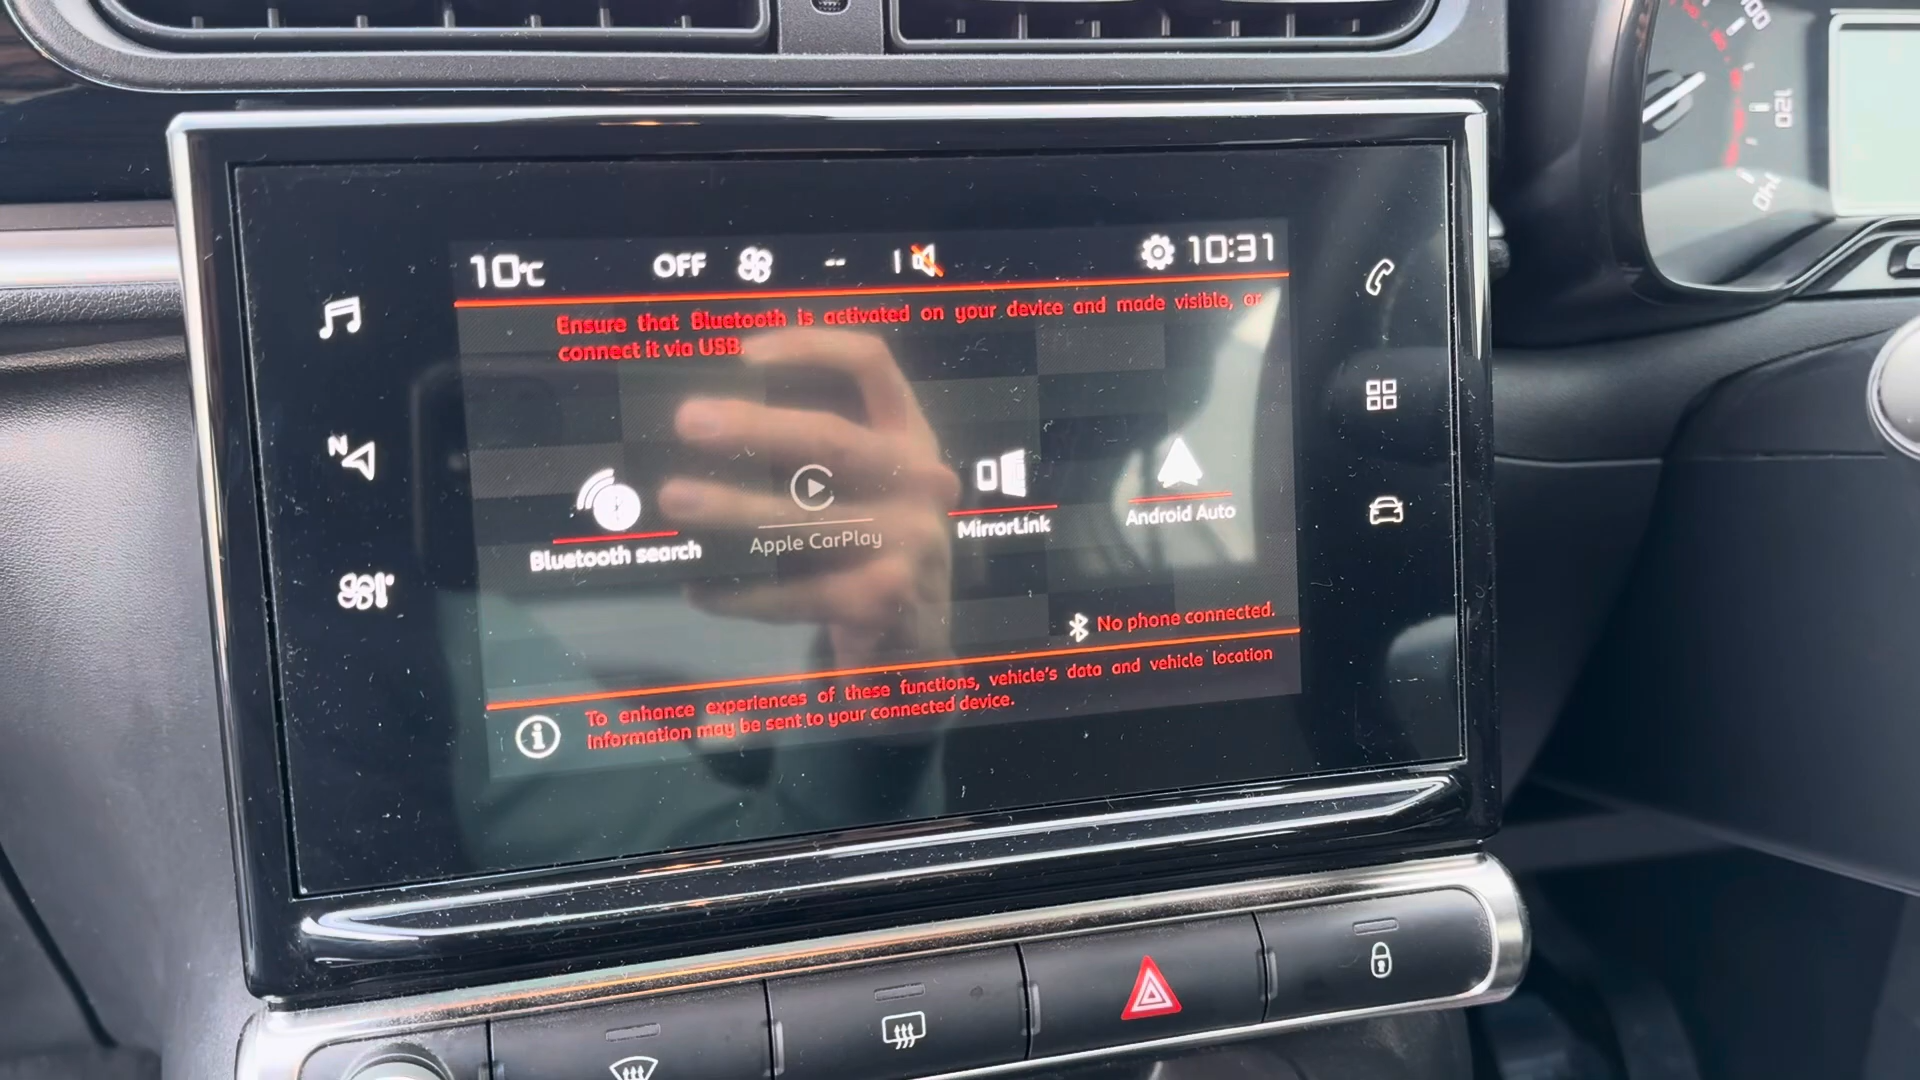 10°C OFF -- 10:31
Ensure that Bluetooth is activated on your device and made visible, or
connect it via USB.
N
Bluetooth search
Apple CarPlay
MirrorLink
Android Auto
No phone connected.
To enhance experiences of these functions, vehicle's data and vehicle location
information may be sent to your connected device.
120
140